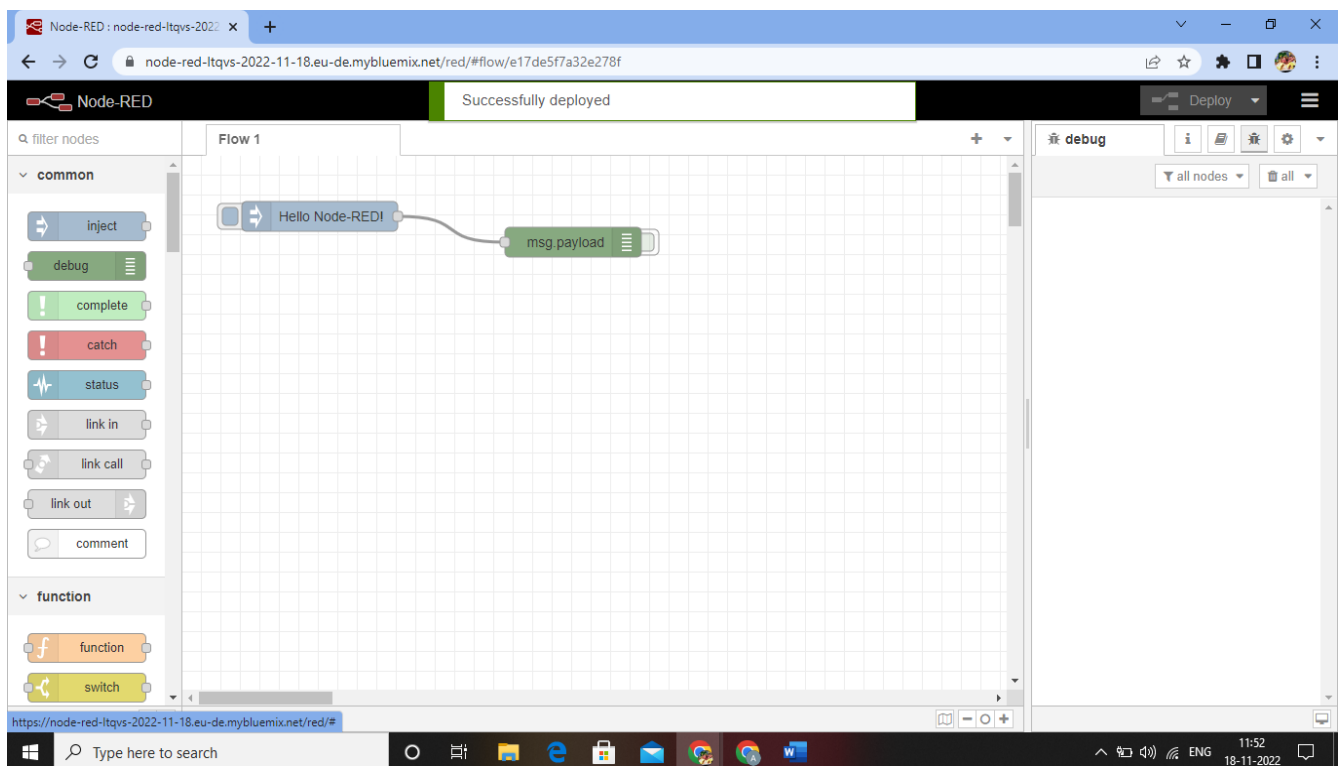 Node-RED : node-red-ltqvs-2022
node-red-ltqvs-2022-11-18.eu-de.mybluemix.net/red/#flow/e17de5f7a32e278f
Node-RED
Successfully deployed
Deploy
filter nodes
Flow 1
debug
i
all nodes
all
common
inject
debug
complete
catch
status
link in
link call
link out
comment
function
function
switch
Hello Node-RED!
msg.payload
https://node-red-ltqvs-2022-11-18.eu-de.mybluemix.net/red/#
Type here to search
ENG
11:52
18-11-2022